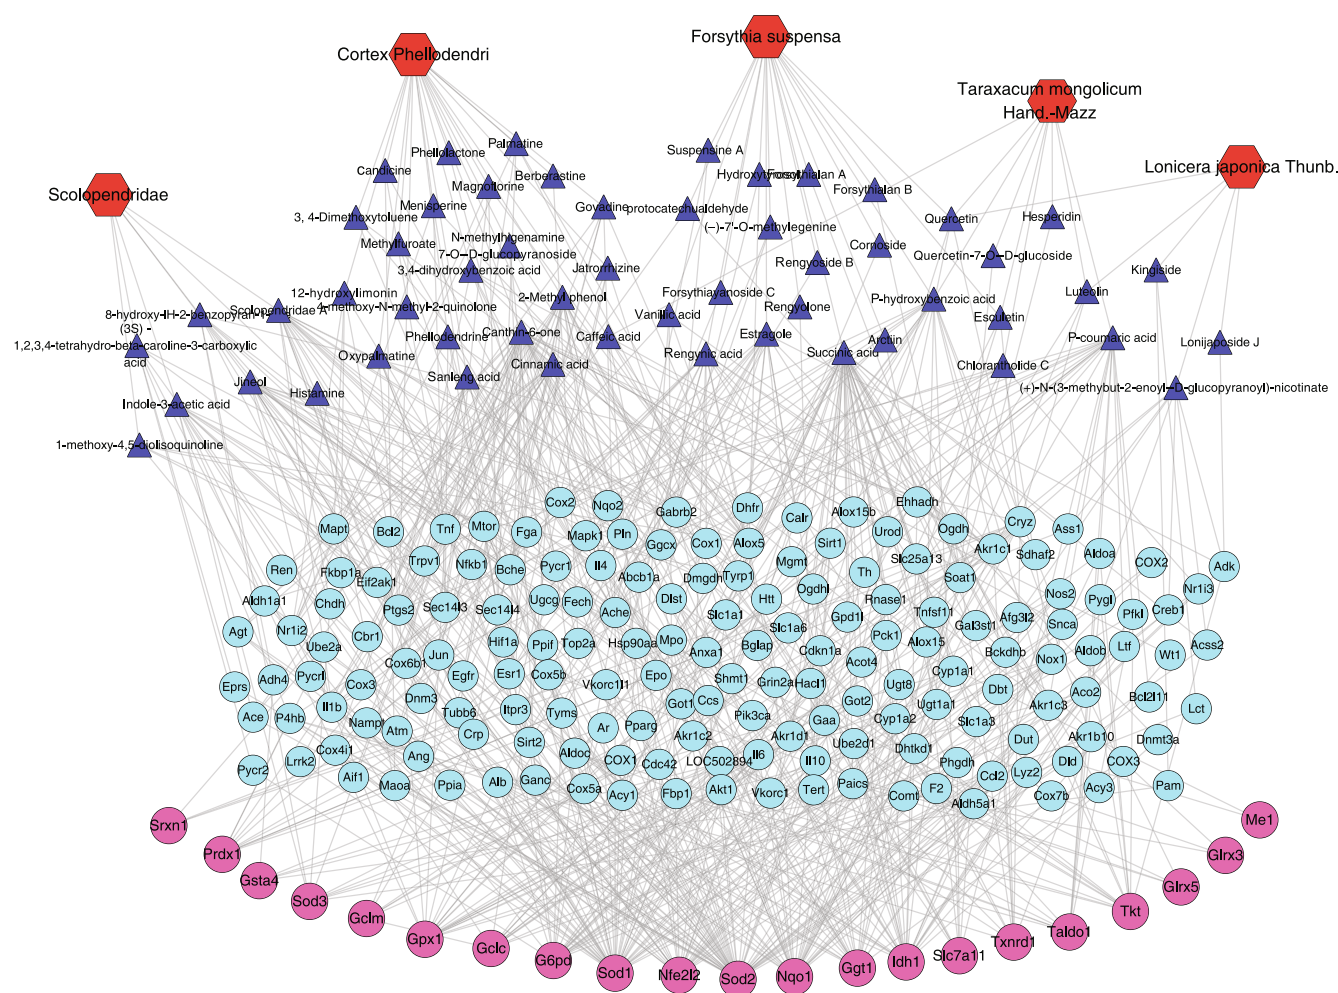 Forsythia suspensa
Cortex Phellodendri
Taraxacum mongolicum
Hand.-Mazz
Lonicera japonica Thunb.
Scolopendridae
Palmatine
Phellolactone
Candicine
Magnoflorine
Berberastine
Menisperine
3, 4-Dimethoxytoluene
Govadine
Methylfuroate
N-methylhigenamine
7-O--D-glucopyranoside
3,4-dihydroxybenzoic acid
Jatrorrhizine
12-hydroxylimonin
4-methoxy-N-methyl-2-quinolone
2-Methyl phenol
Phellodendrine
Canthin-6-one
Caffeic acid
Oxypalmatine
Sanleng acid
Cinnamic acid
Suspensine A
Forsythialan A
Forsythialan B
protocatechualdehyde
(–)-7'-O-methylegenine
Cornoside
Rengyoside B
Forsythiayanoside C
Vanillic acid
Rengyolone
P-hydroxybenzoic acid
Estragole
Rengynic acid
Succinic acid
Arctiin
Quercetin
Hesperidin
Quercetin-7-O--D-glucoside
Kingiside
Luteolin
Esculetin
P-coumaric acid
Lonijaposide J
Chlorantholide C
(+)-N-(3-methybut-2-enoyl--D-glucopyranoyl)-nicotinate
Scolopendridae A
(3S) -
1,2,3,4-tetrahydro-beta-caroline-3-carboxylic
acid
Jineol
Histamine
Indole-3-acetic acid
1-methoxy-4,5-diolisoquinoline
Cox2
Nqo2
Gabrb2
Dhfr
Calr
Alox15b
Ehhadh
Mapt
Bcl2
Tnf
Mtor
Fga
Mapk1
Pln
Ggcx
Cox1
Alox5
Sirt1
Urod
Ogdh
Cryz
Ass1
Ren
Fkbp1a
Eif2ak1
Trpv1
Nfkb1
Bche
Pycr1
Il4
Abcb1a
Dmgdh
Tyrp1
Mgmt
Th
Slc25a13
Akr1c1
Sdhaf2
Aldoa
COX2
Adk
Aldh1a1
Chdh
Ptgs2
Sec14l3
Sec14l4
Ugcg
Fech
Ache
Dlst
Slc1a1
Htt
Ogdhl
Rnase1
Soat1
Tnfsf11
Nos2
Pygl
Nr1i3
Agt
Nr1i2
Ube2a
Cbr1
Hif1a
Ppif
Top2a
Hsp90aa
Mpo
Anxa1
Bglap
Slc1a6
Gpd1l
Pck1
Alox15
Gal3st1
Afg3l2
Snca
Pfkl
Creb1
Eprs
Adh4
Pycrl
Cox3
Cox6b1
Jun
Egfr
Esr1
Cox5b
Vkorc1l1
Epo
Shmt1
Grin2a
Cdkn1a
Hacl1
Acot4
Ugt8
Cyp1a1
Bckdhb
Nox1
Aldob
Ltf
Wt1
Acss2
Ace
P4hb
Il1b
Nampt
Atm
Dnm3
Tubb6
Itpr3
Tyms
Ar
Pparg
Got1
Ccs
Pik3ca
Gaa
Got2
Cyp1a2
Ugt1a1
Slc1a3
Dbt
Akr1c3
Aco2
Bcl2l11
Lct
Pycr2
Lrrk2
Cox4i1
Ang
Crp
Sirt2
Aldoc
COX1
Cdc42
Akr1c2
LOC502894
Il6
Akr1d1
Il10
Ube2d1
Dhtkd1
Phgdh
Dut
Akr1b10
Dld
COX3
Dnmt3a
Aif1
Maoa
Ppia
Alb
Ganc
Cox5a
Acy1
Fbp1
Akt1
Vkorc1
Tert
Paics
Comt
F2
Ccl2
Lyz2
Aldh5a1
Cox7b
Acy3
Pam
Srxn1
Prdx1
Gsta4
Sod3
Gclm
Gpx1
Gclc
G6pd
Sod1
Nfe2l2
Sod2
Nqo1
Ggt1
Idh1
Slc7a11
Txnrd1
Taldo1
Tkt
Glrx5
Glrx3
Me1